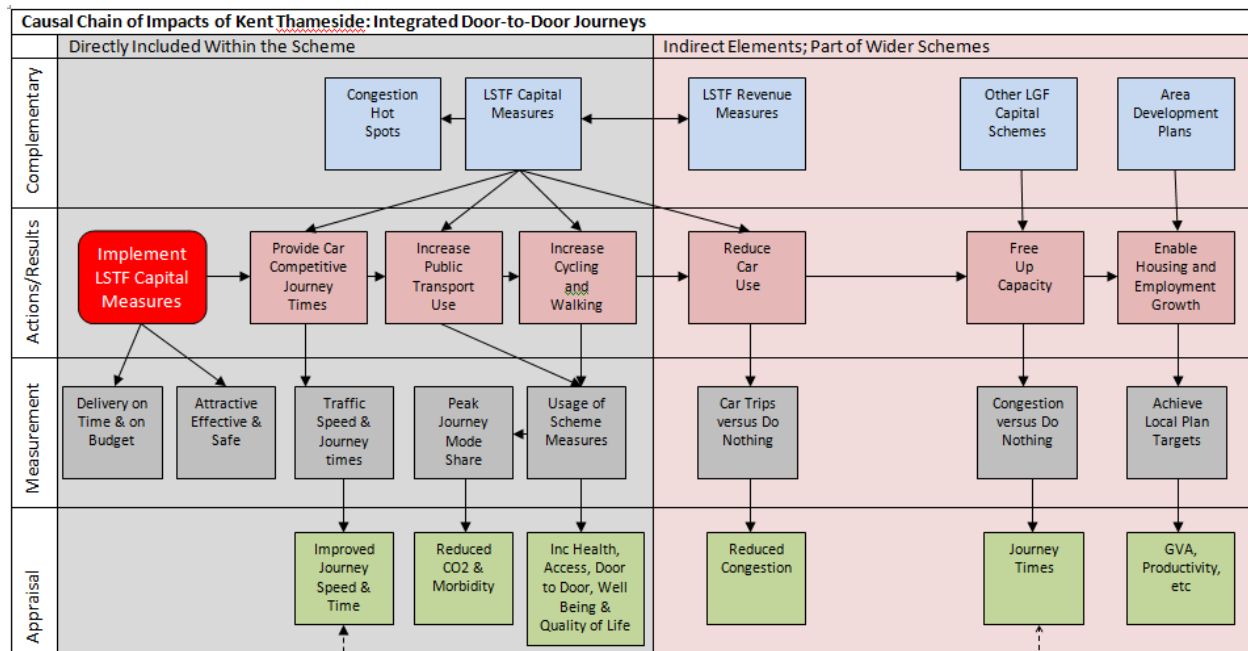 Causal Chain of Impacts of Kent Thameside: Integrated Door-to-Door Journeys
Directly Included Within the Scheme
Indirect Elements; Part of Wider Schemes
Complementary
Congestion
Hot
Spots
LSTF Capital
Measures
LSTF Revenue
Measures
Other LGF
Capital
Schemes
Area
Development
Plans
Actions/Results
Implement
LSTF Capital
Measures
Provide Car
Competitive
Journey
Times
Increase
Public
Transport
Use
Increase
Cycling
and
Walking
Reduce
Car
Use
Free
Up
Capacity
Enable
Housing and
Employment
Growth
Measurement
Delivery on
Time & on
Budget
Attractive
Effective &
Safe
Traffic
Speed &
Journey
times
Peak
Journey
Mode
Share
Usage of
Scheme
Measures
Car Trips
versus Do
Nothing
Congestion
versus Do
Nothing
Achieve
Local Plan
Targets
Appraisal
Improved
Journey
Speed &
Time
Reduced
CO2 &
Morbidity
Inc Health,
Access, Door
to Door, Well
Being &
Quality of Life
Reduced
Congestion
Journey
Times
GVA,
Productivity,
etc